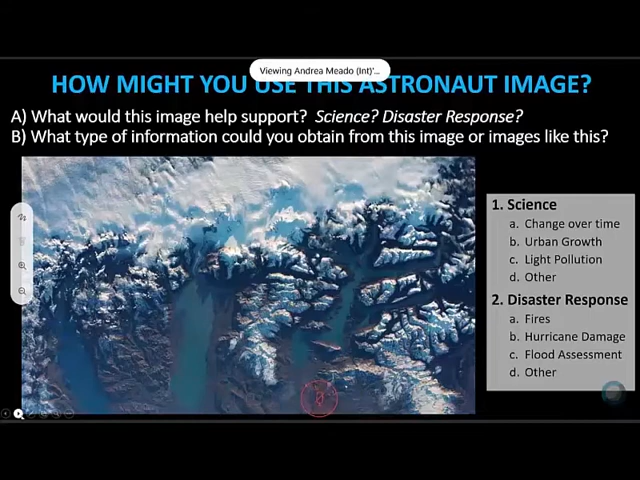 Viewing Andrea Meado (Int)'...
HOW MIGHT YOU USE THIS ASTRONAUT IMAGE?
A) What would this image help support? Science? Disaster Response?
B) What type of information could you obtain from this image or images like this?
1. Science
a. Change over time
b. Urban Growth
c. Light Pollution
d. Other
2. Disaster Response
a. Fires
b. Hurricane Damage
c. Flood Assessment
d. Other